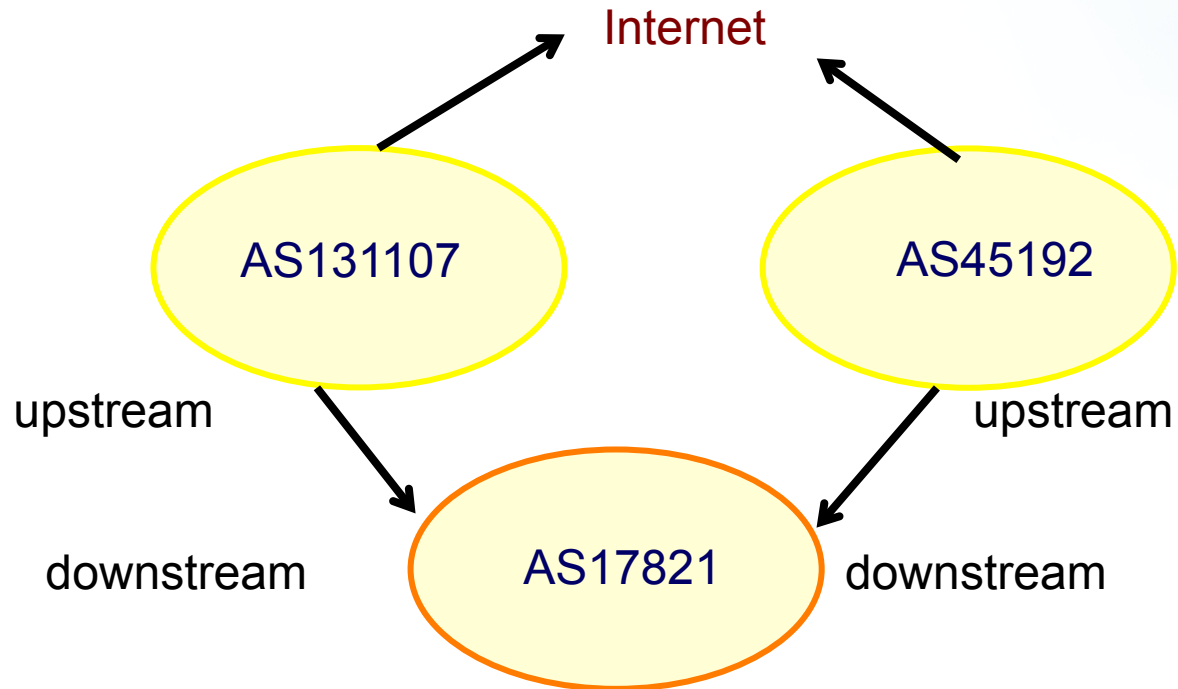 Internet
AS131107
AS45192
upstream
upstream
downstream
AS17821
downstream